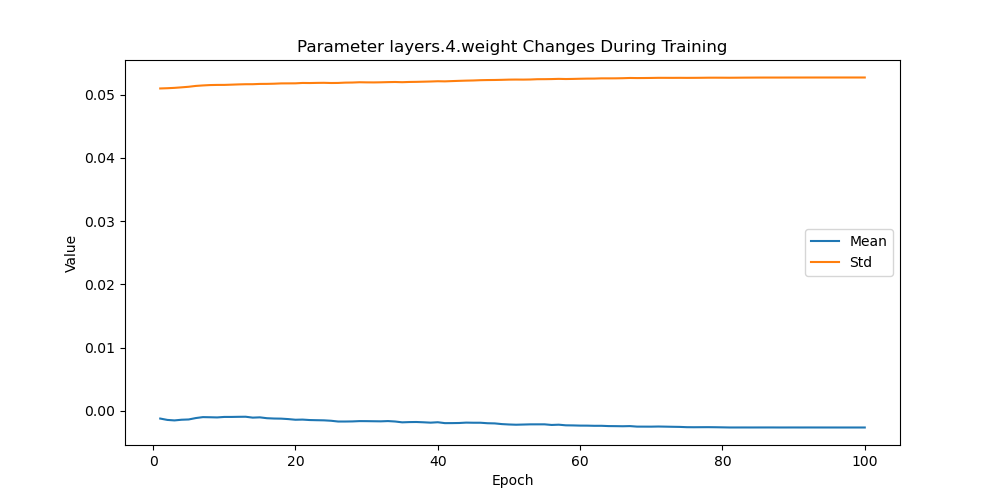 Parameter layers.4.weight Changes During Training
0.05
0.04
0.03
0.02
0.01
0.00
Value
Mean
Std
0
20
40
60
80
100
Epoch